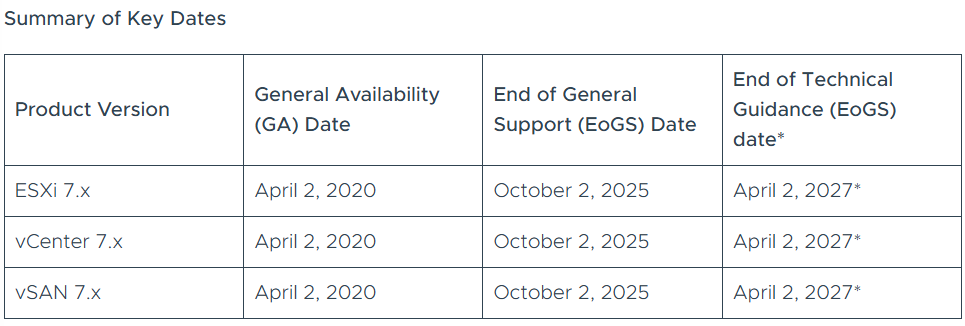 Summary of Key Dates
Product Version
General Availability
(GA) Date
End of General
Support (EoGS) Date
End of Technical
Guidance (EoGS)
date*
ESXi 7.x
April 2, 2020
October 2, 2025
April 2, 2027*
vCenter 7.x
April 2, 2020
October 2, 2025
April 2, 2027*
vSAN 7.x
April 2, 2020
October 2, 2025
April 2, 2027*